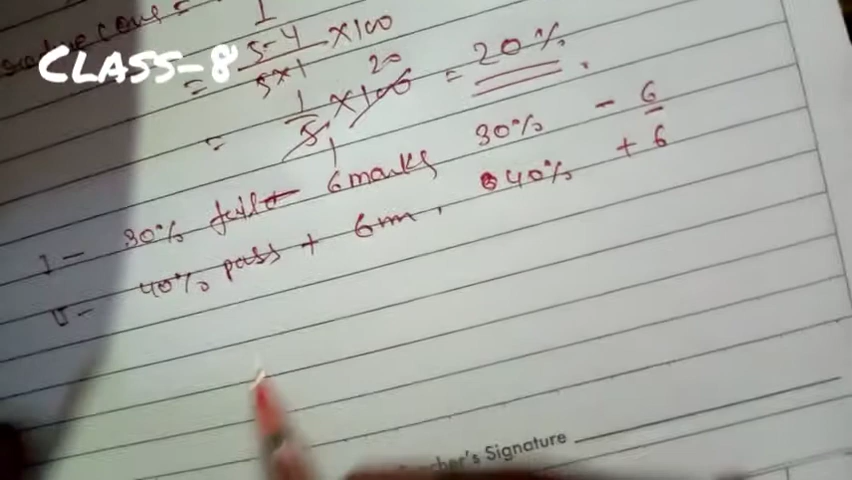 = 1
CLASS-8
= 5-4/5×1 ×100
= 1/5 ×100 20 = 20%.
1
I - 30% fail 6 marks 30% - 6
II - 40% pass + 6m. 40% + 6
Teacher's Signature